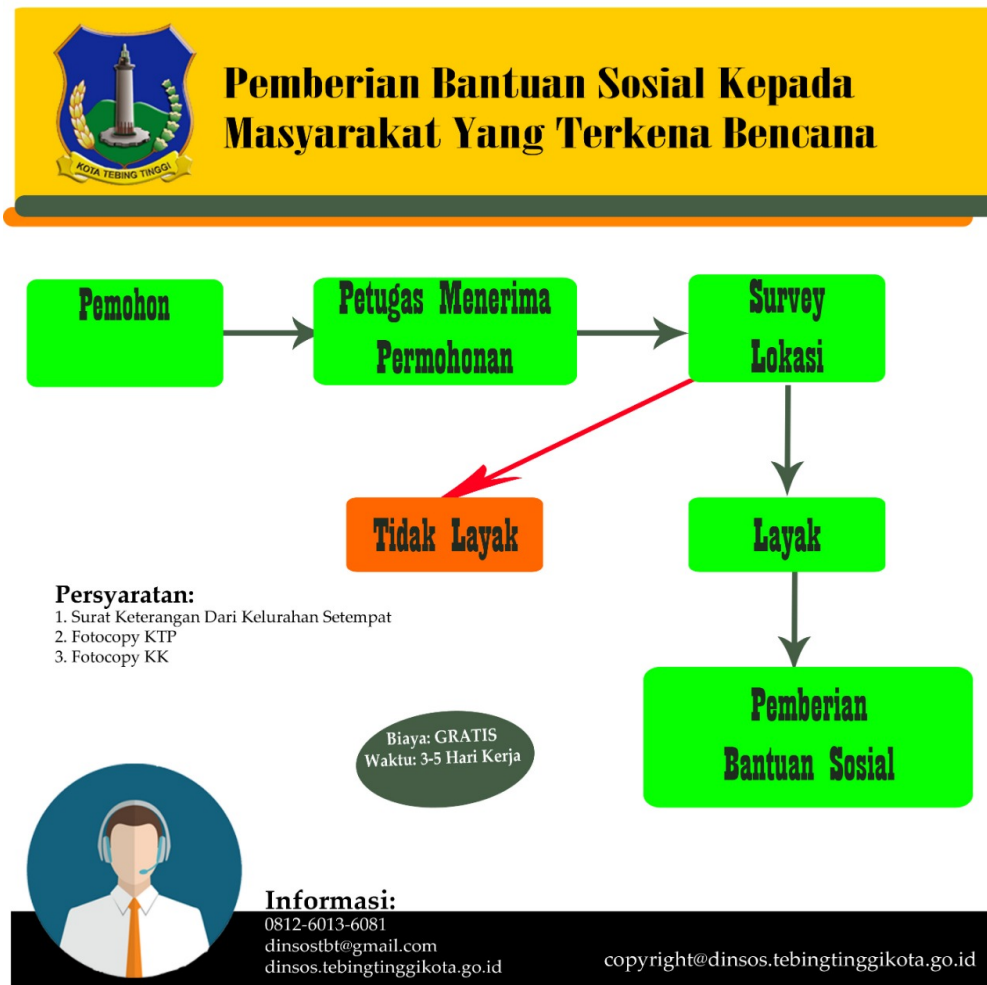 Pemberian Bantuan Sosial Kepada
Masyarakat Yang Terkena Bencana
KOTA TEBING TINGGI
Pemohon
Petugas Menerima
Permohonan
Survey
Lokasi
Tidak Layak
Layak
Persyaratan:
1. Surat Keterangan Dari Kelurahan Setempat
2. Fotocopy KTP
3. Fotocopy KK
Pemberian
Bantuan Sosial
Biaya: GRATIS
Waktu: 3-5 Hari Kerja
Informasi:
0812-6013-6081
dinsostbt@gmail.com
dinsos.tebingtinggikota.go.id
copyright@dinsos.tebingtinggikota.go.id